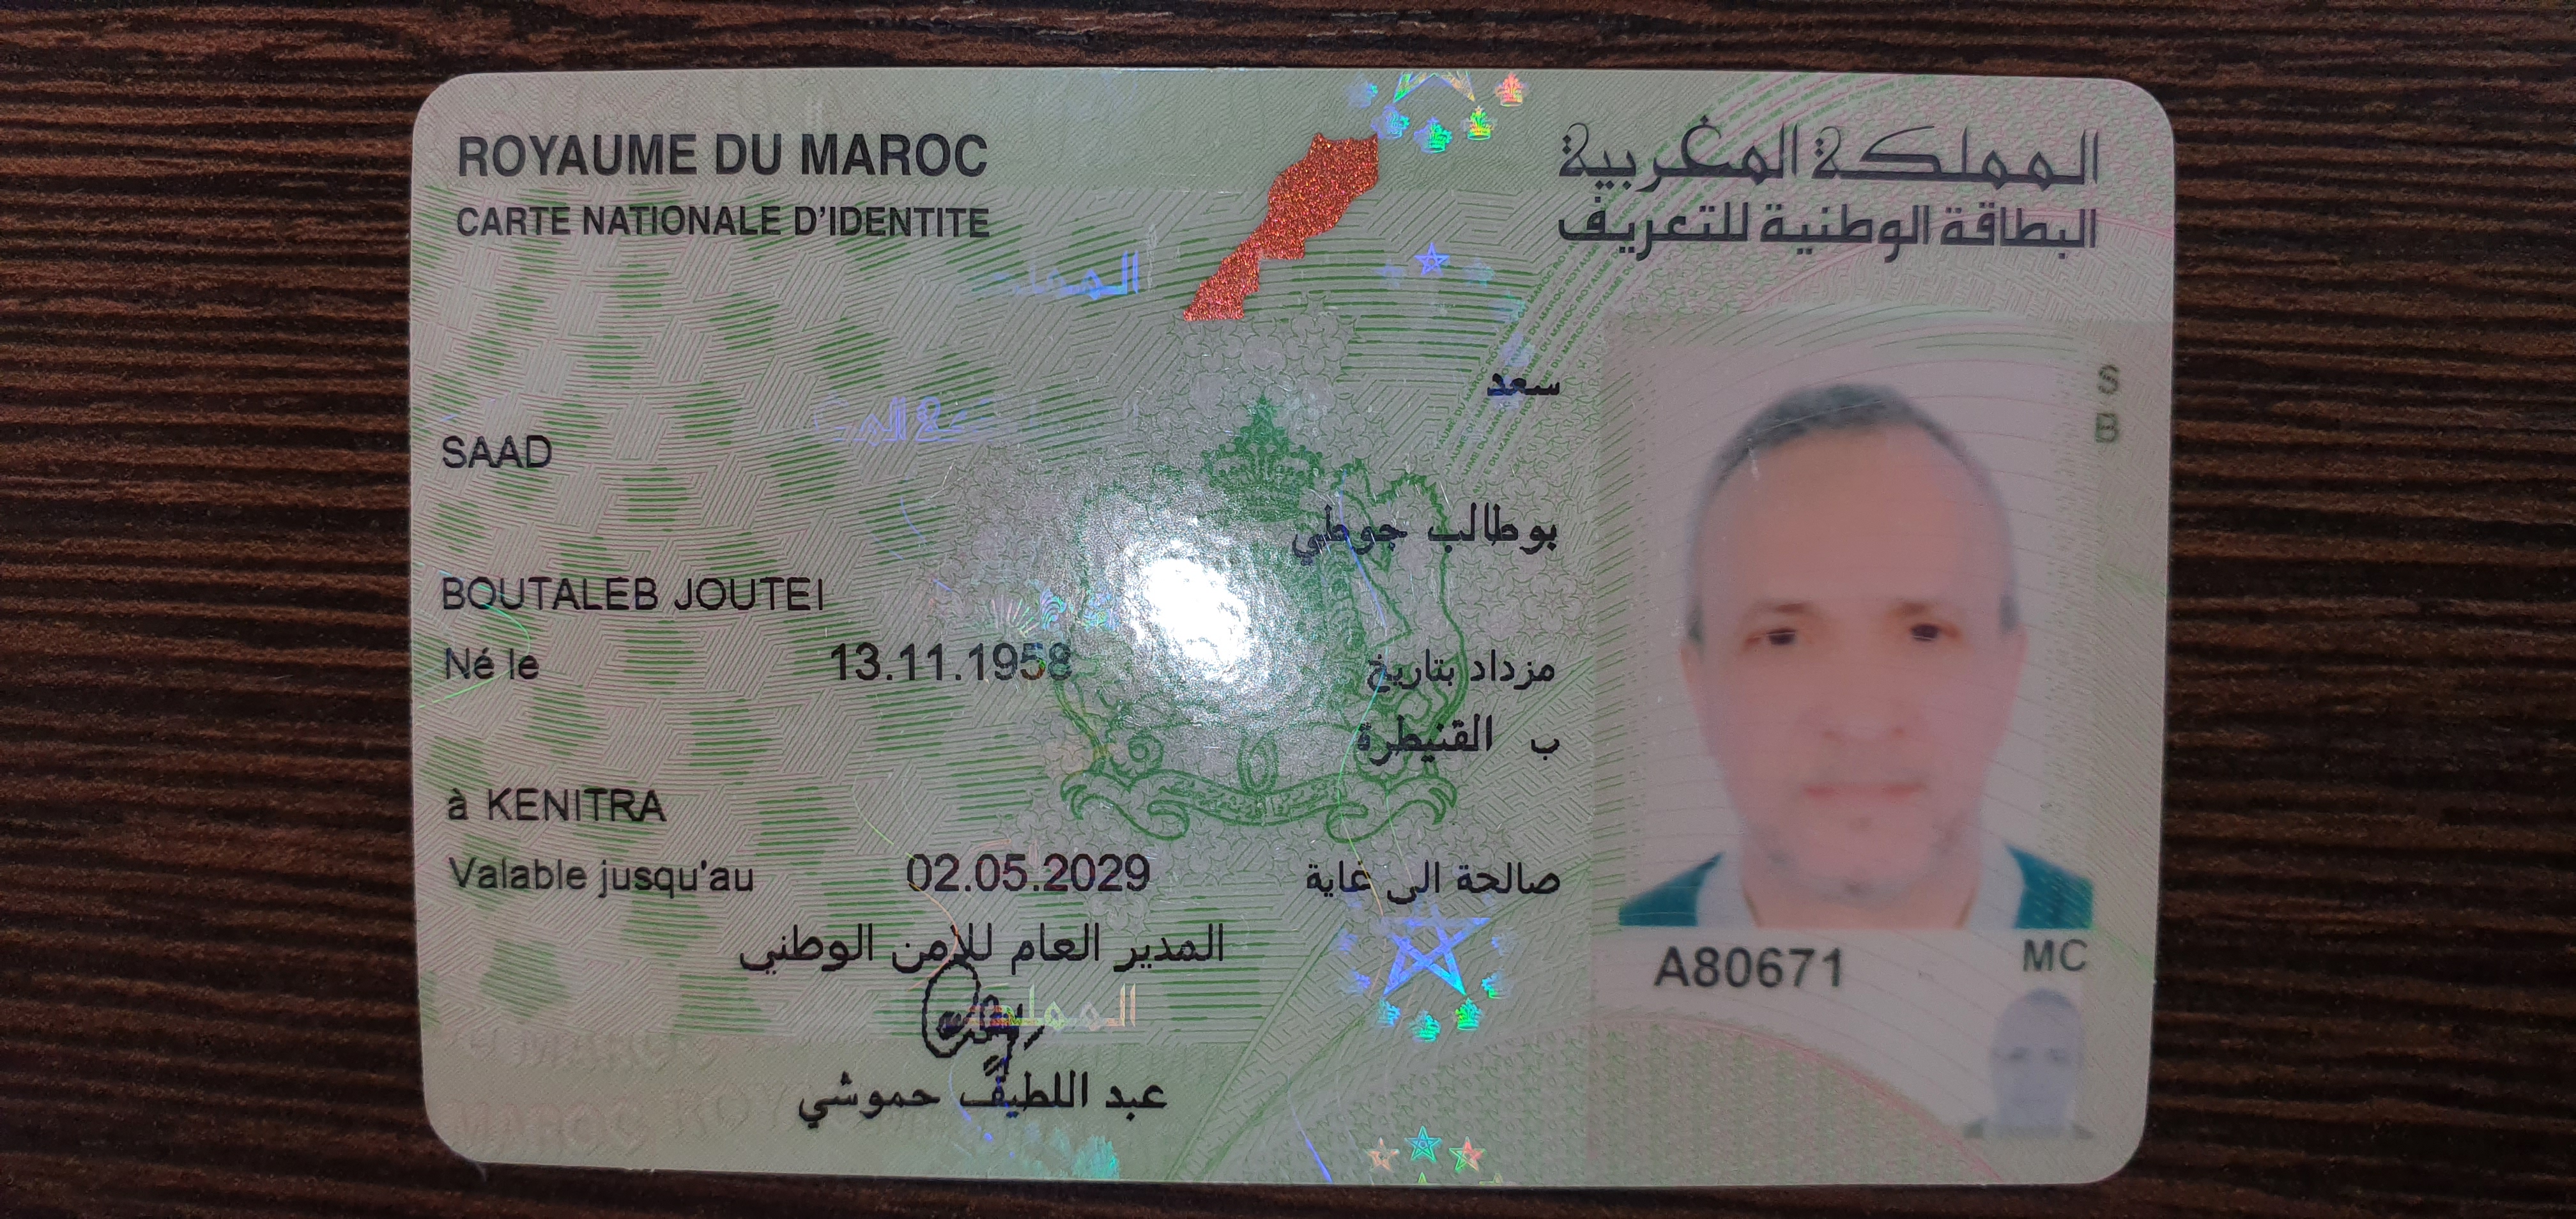 ROYAUME DU MAROC
المملكة المغربية
CARTE NATIONALE D'IDENTITE
البطاقة الوطنية للتعريف
سعد
SAAD
بوطالب جوطي
BOUTALEB JOUTEI
Né le 13.11.1958 مزداد بتاريخ
ب القنيطرة
à KENITRA
Valable jusqu'au 02.05.2029 صالحة الى غاية
المدير العام للامن الوطني
عبد اللطيف حموشي
S
B
A80671
MC